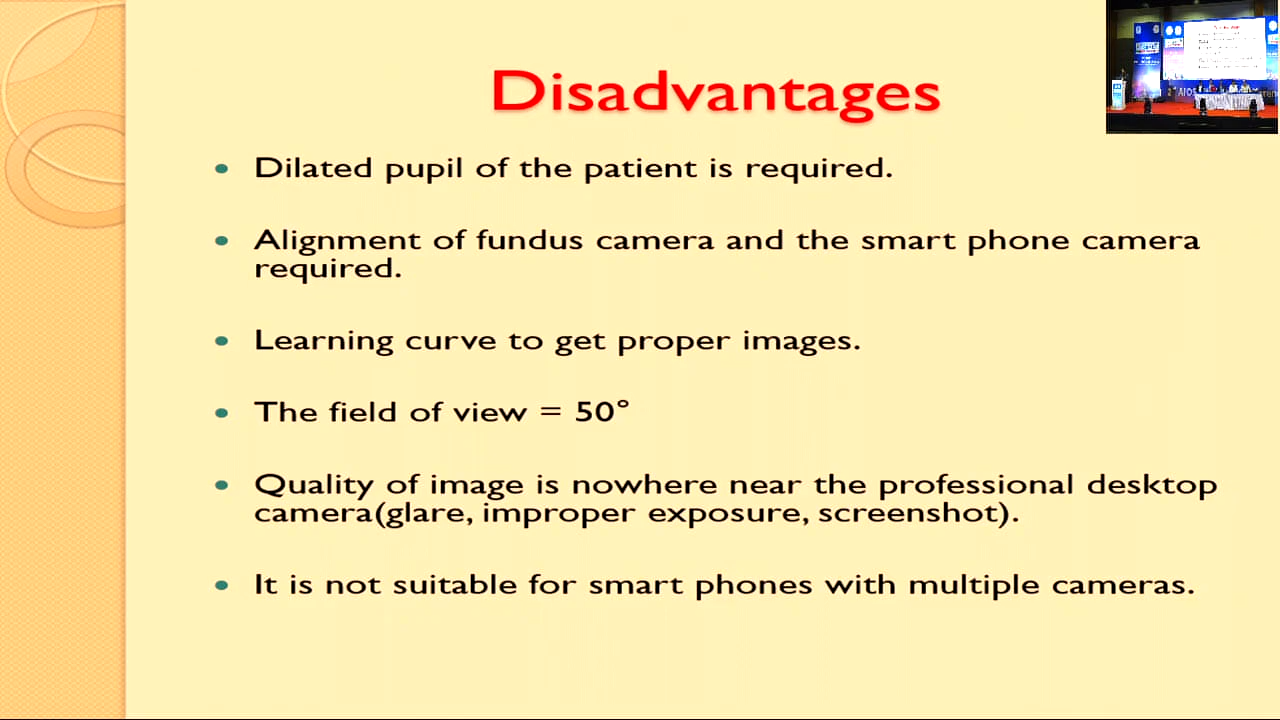 Disadvantages
Dilated pupil of the patient is required.
Alignment of fundus camera and the smart phone camera
required.
Learning curve to get proper images.
The field of view = 50°
Quality of image is nowhere near the professional desktop
camera(glare, improper exposure, screenshot).
It is not suitable for smart phones with multiple cameras.